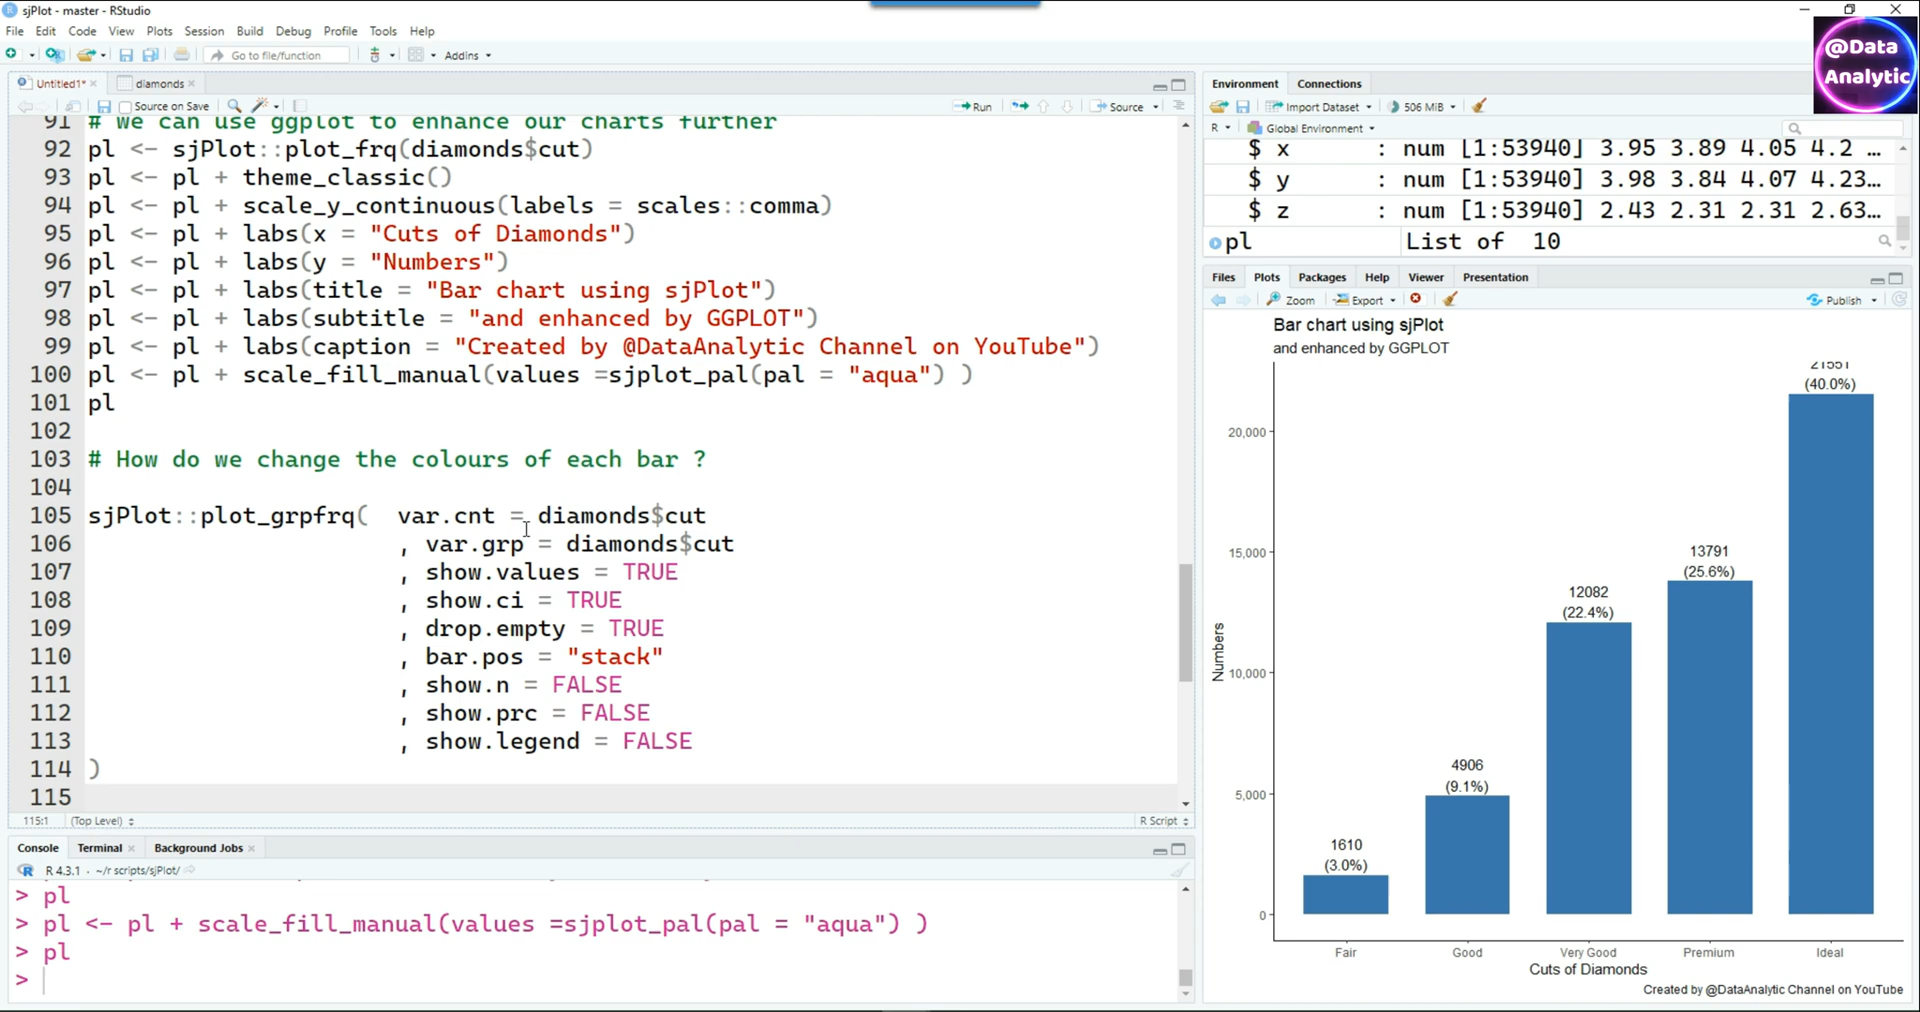 sjPlot - master - RStudio
File Edit Code View Plots Session Build Debug Profile Tools Help
Go to file/function Addins
@Data
Analytic
Untitled1* diamonds
Source on Save Run Source
91 # we can use ggplot to enhance our charts further
92 pl <- sjPlot::plot_frq(diamonds$cut)
93 pl <- pl + theme_classic()
94 pl <- pl + scale_y_continuous(labels = scales::comma)
95 pl <- pl + labs(x = "Cuts of Diamonds")
96 pl <- pl + labs(y = "Numbers")
97 pl <- pl + labs(title = "Bar chart using sjPlot")
98 pl <- pl + labs(subtitle = "and enhanced by GGPLOT")
99 pl <- pl + labs(caption = "Created by @DataAnalytic Channel on YouTube")
100 pl <- pl + scale_fill_manual(values =sjplot_pal(pal = "aqua") )
101 pl
102
103 # How do we change the colours of each bar ?
104
105 sjPlot::plot_grpfrq(  var.cnt = diamonds$cut
106 , var.grp = diamonds$cut
107 , show.values = TRUE
108 , show.ci = TRUE
109 , drop.empty = TRUE
110 , bar.pos = "stack"
111 , show.n = FALSE
112 , show.prc = FALSE
113 , show.legend = FALSE
114 )
115
115:1 (Top Level) R Script
Console Terminal Background Jobs
R 4.3.1 · ~/r scripts/sjPlot/
> pl
> pl <- pl + scale_fill_manual(values =sjplot_pal(pal = "aqua") )
> pl
>
Environment Connections
Import Dataset 506 MiB
R Global Environment
$ x : num [1:53940] 3.95 3.89 4.05 4.2 ...
$ y : num [1:53940] 3.98 3.84 4.07 4.23...
$ z : num [1:53940] 2.43 2.31 2.31 2.63...
pl List of 10
Files Plots Packages Help Viewer Presentation
Zoom Export Publish
Bar chart using sjPlot
and enhanced by GGPLOT
21551
(40.0%)
20,000
15,000
13791
(25.6%)
12082
(22.4%)
Numbers
10,000
4906
(9.1%)
5,000
1610
(3.0%)
0
Fair Good Very Good Premium Ideal
Cuts of Diamonds
Created by @DataAnalytic Channel on YouTube